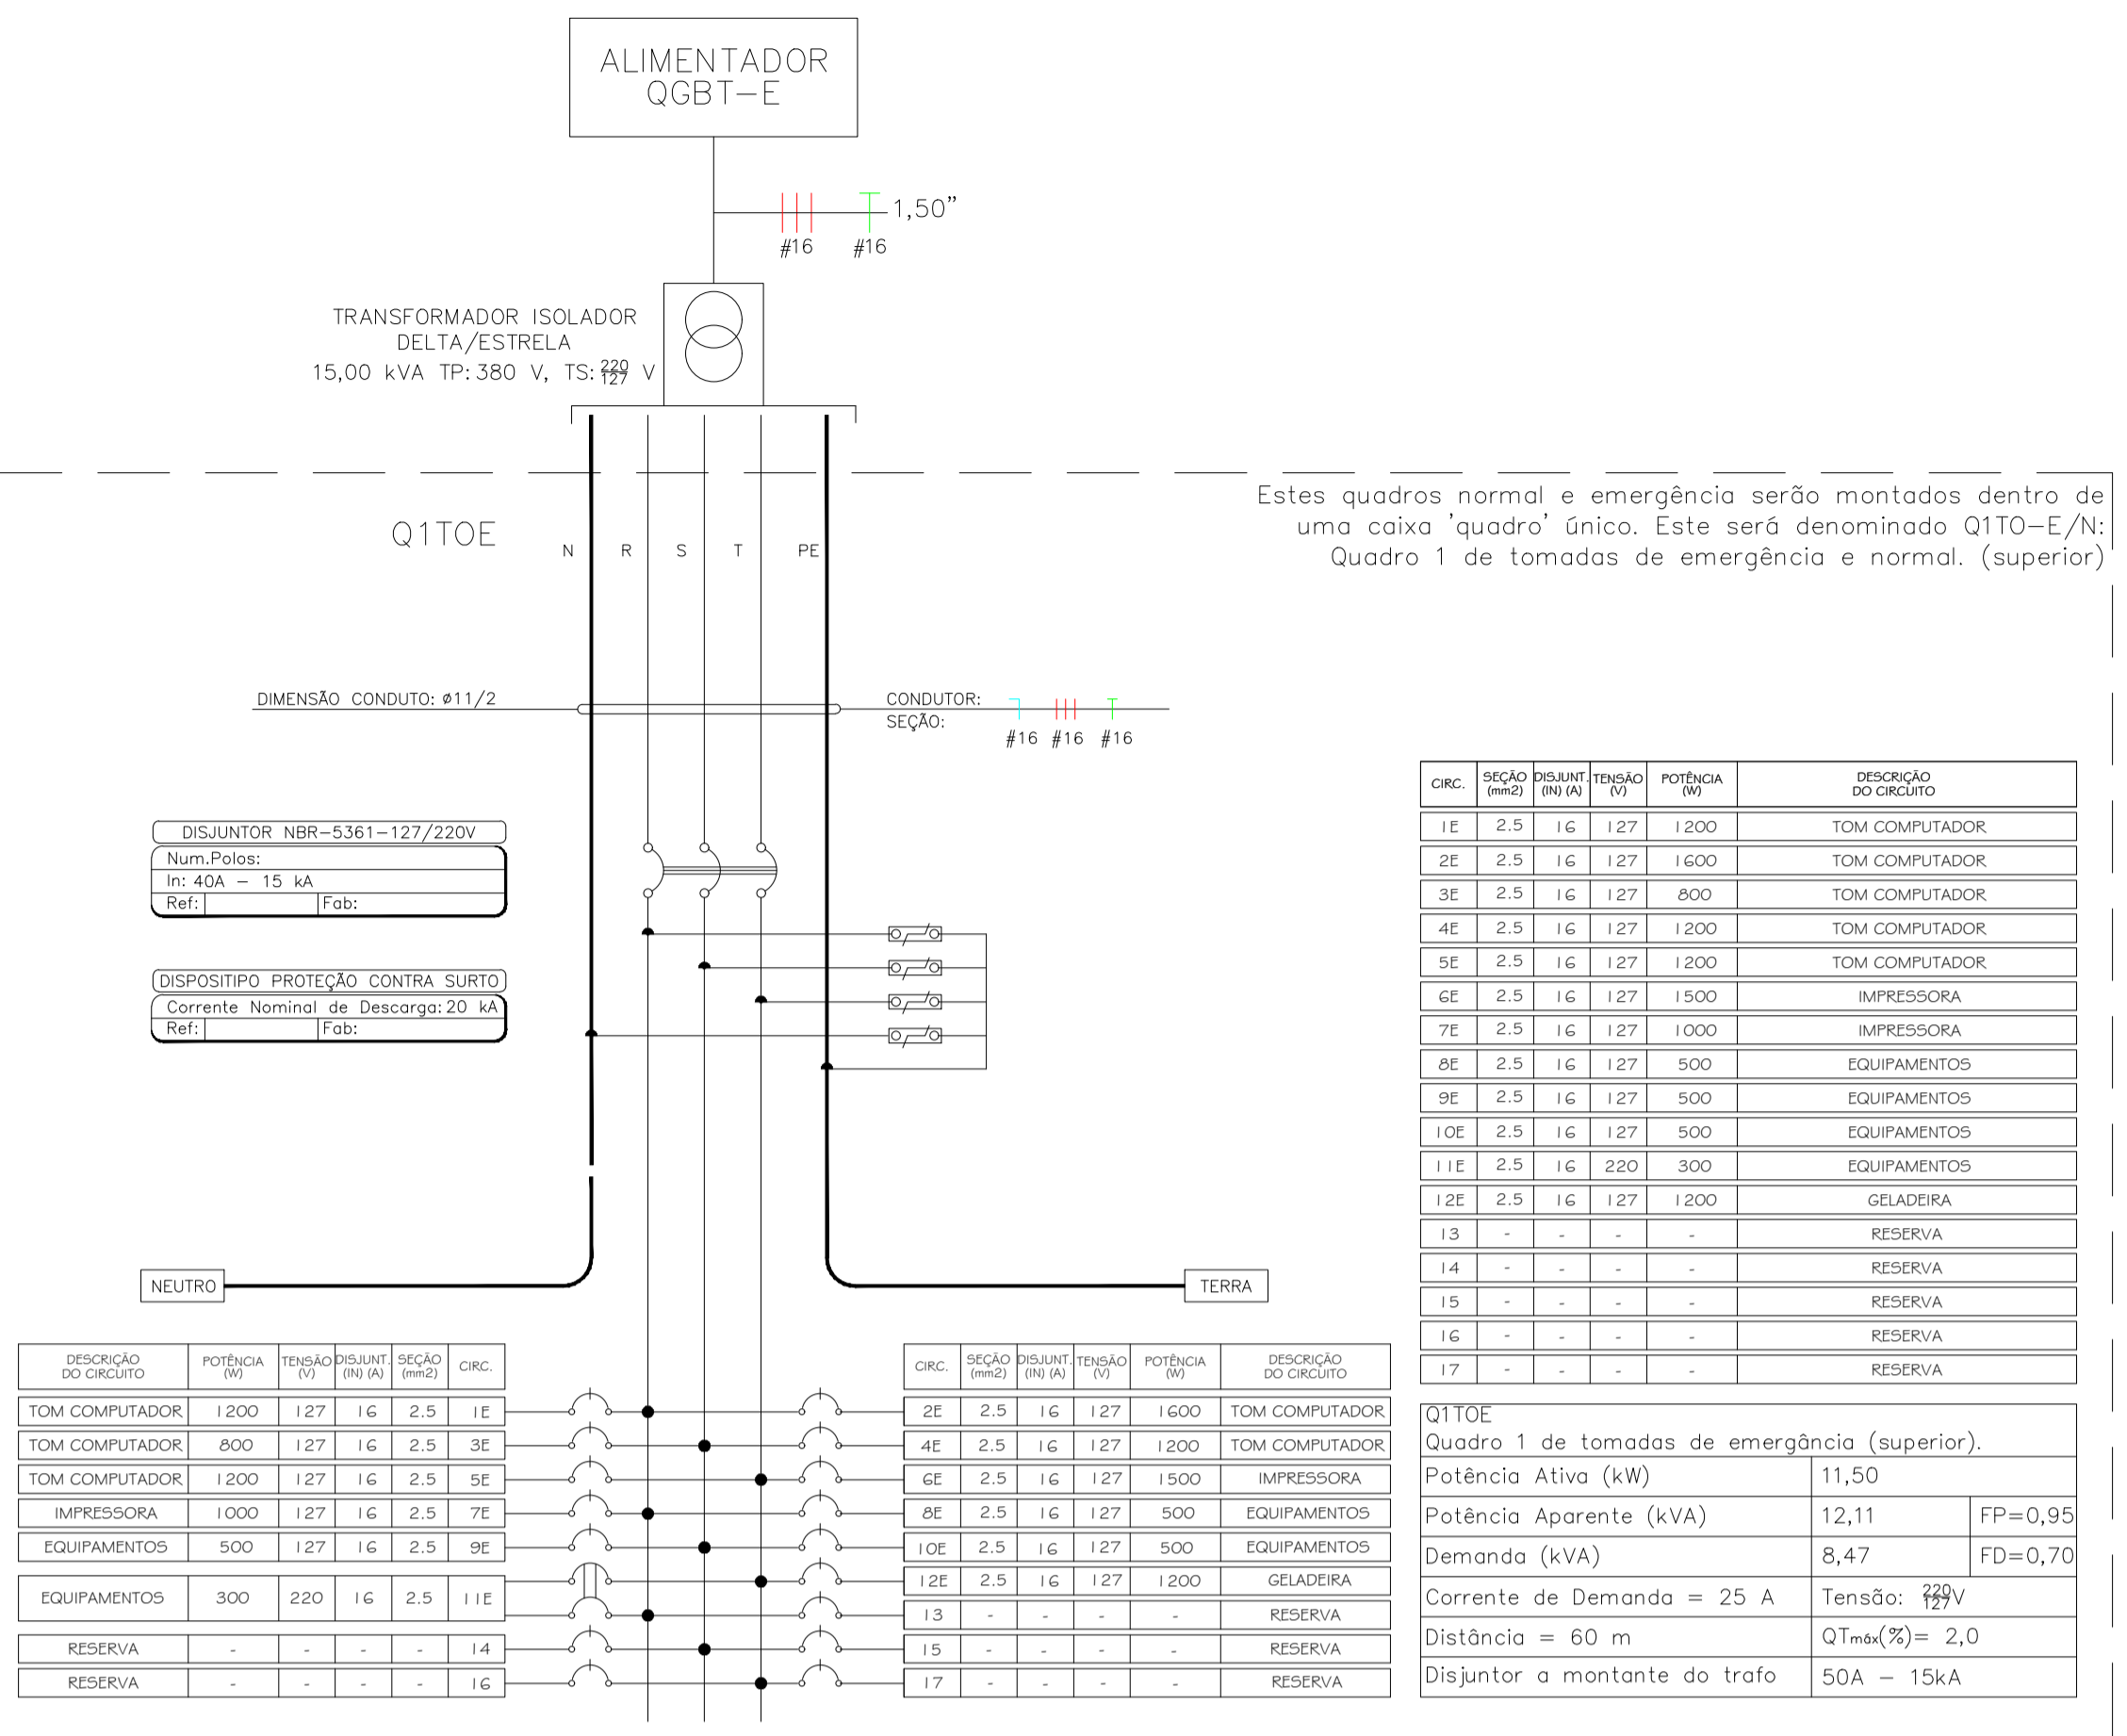 ALIMENTADOR
QGBT-E
1,50"
#16 #16
TRANSFORMADOR ISOLADOR
DELTA/ESTRELA
15,00 kVA TP:380 V, TS: 220/127 V
Estes quadros normal e emergência serão montados dentro de
uma caixa 'quadro' único. Este será denominado Q1TO-E/N:
Quadro 1 de tomadas de emergência e normal. (superior)
Q1TOE
N R S T PE
DIMENSÃO CONDUTO: ø11/2
CONDUTOR:
SEÇÃO:
#16 #16 #16
DISJUNTOR NBR-5361-127/220V
Num.Polos:
In: 40A - 15 kA
Ref: Fab:
DISPOSITIPO PROTEÇÃO CONTRA SURTO
Corrente Nominal de Descarga: 20 kA
Ref: Fab:
NEUTRO
TERRA
DESCRIÇÃO DO CIRCUITO POTÊNCIA (W) TENSÃO (V) DISJUNT. (IN) (A) SEÇÃO (mm2) CIRC.
TOM COMPUTADOR 1200 127 16 2.5 1E
TOM COMPUTADOR 800 127 16 2.5 3E
TOM COMPUTADOR 1200 127 16 2.5 5E
IMPRESSORA 1000 127 16 2.5 7E
EQUIPAMENTOS 500 127 16 2.5 9E
EQUIPAMENTOS 300 220 16 2.5 11E
RESERVA - - - - 14
RESERVA - - - - 16
CIRC. SEÇÃO (mm2) DISJUNT. (IN) (A) TENSÃO (V) POTÊNCIA (W) DESCRIÇÃO DO CIRCUITO
2E 2.5 16 127 1600 TOM COMPUTADOR
4E 2.5 16 127 1200 TOM COMPUTADOR
6E 2.5 16 127 1500 IMPRESSORA
8E 2.5 16 127 500 EQUIPAMENTOS
10E 2.5 16 127 500 EQUIPAMENTOS
12E 2.5 16 127 1200 GELADEIRA
13 - - - - RESERVA
15 - - - - RESERVA
17 - - - - RESERVA
CIRC. SEÇÃO (mm2) DISJUNT. (IN) (A) TENSÃO (V) POTÊNCIA (W) DESCRIÇÃO DO CIRCUITO
1E 2.5 16 127 1200 TOM COMPUTADOR
2E 2.5 16 127 1600 TOM COMPUTADOR
3E 2.5 16 127 800 TOM COMPUTADOR
4E 2.5 16 127 1200 TOM COMPUTADOR
5E 2.5 16 127 1200 TOM COMPUTADOR
6E 2.5 16 127 1500 IMPRESSORA
7E 2.5 16 127 1000 IMPRESSORA
8E 2.5 16 127 500 EQUIPAMENTOS
9E 2.5 16 127 500 EQUIPAMENTOS
10E 2.5 16 127 500 EQUIPAMENTOS
11E 2.5 16 220 300 EQUIPAMENTOS
12E 2.5 16 127 1200 GELADEIRA
13 - - - - RESERVA
14 - - - - RESERVA
15 - - - - RESERVA
16 - - - - RESERVA
17 - - - - RESERVA
Q1TOE
Quadro 1 de tomadas de emergância (superior).
Potência Ativa (kW) 11,50
Potência Aparente (kVA) 12,11 FP=0,95
Demanda (kVA) 8,47 FD=0,70
Corrente de Demanda = 25 A Tensão: 220/127V
Distância = 60 m QTmáx(%)= 2,0
Disjuntor a montante do trafo 50A - 15kA